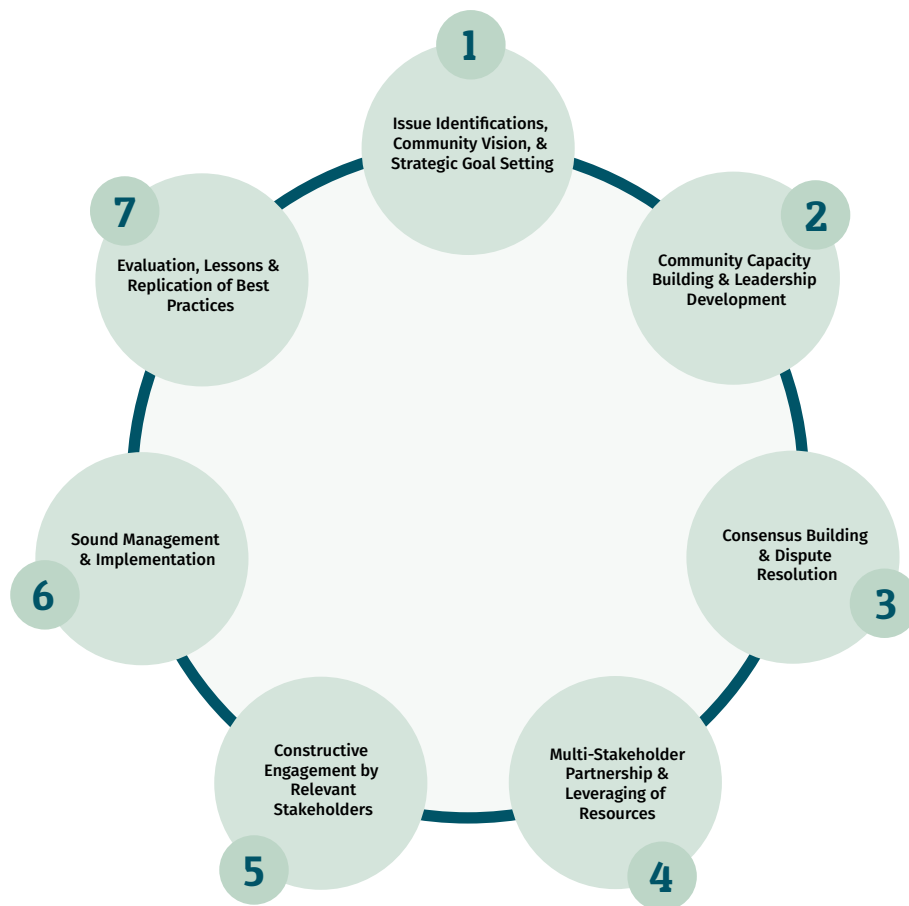 1
Issue Identifications,
Community Vision, &
Strategic Goal Setting
2
Community Capacity
Building & Leadership
Development
3
Consensus Building
& Dispute
Resolution
4
Multi-Stakeholder
Partnership &
Leveraging of
Resources
5
Constructive
Engagement by
Relevant
Stakeholders
6
Sound Management
& Implementation
7
Evaluation, Lessons &
Replication of Best
Practices